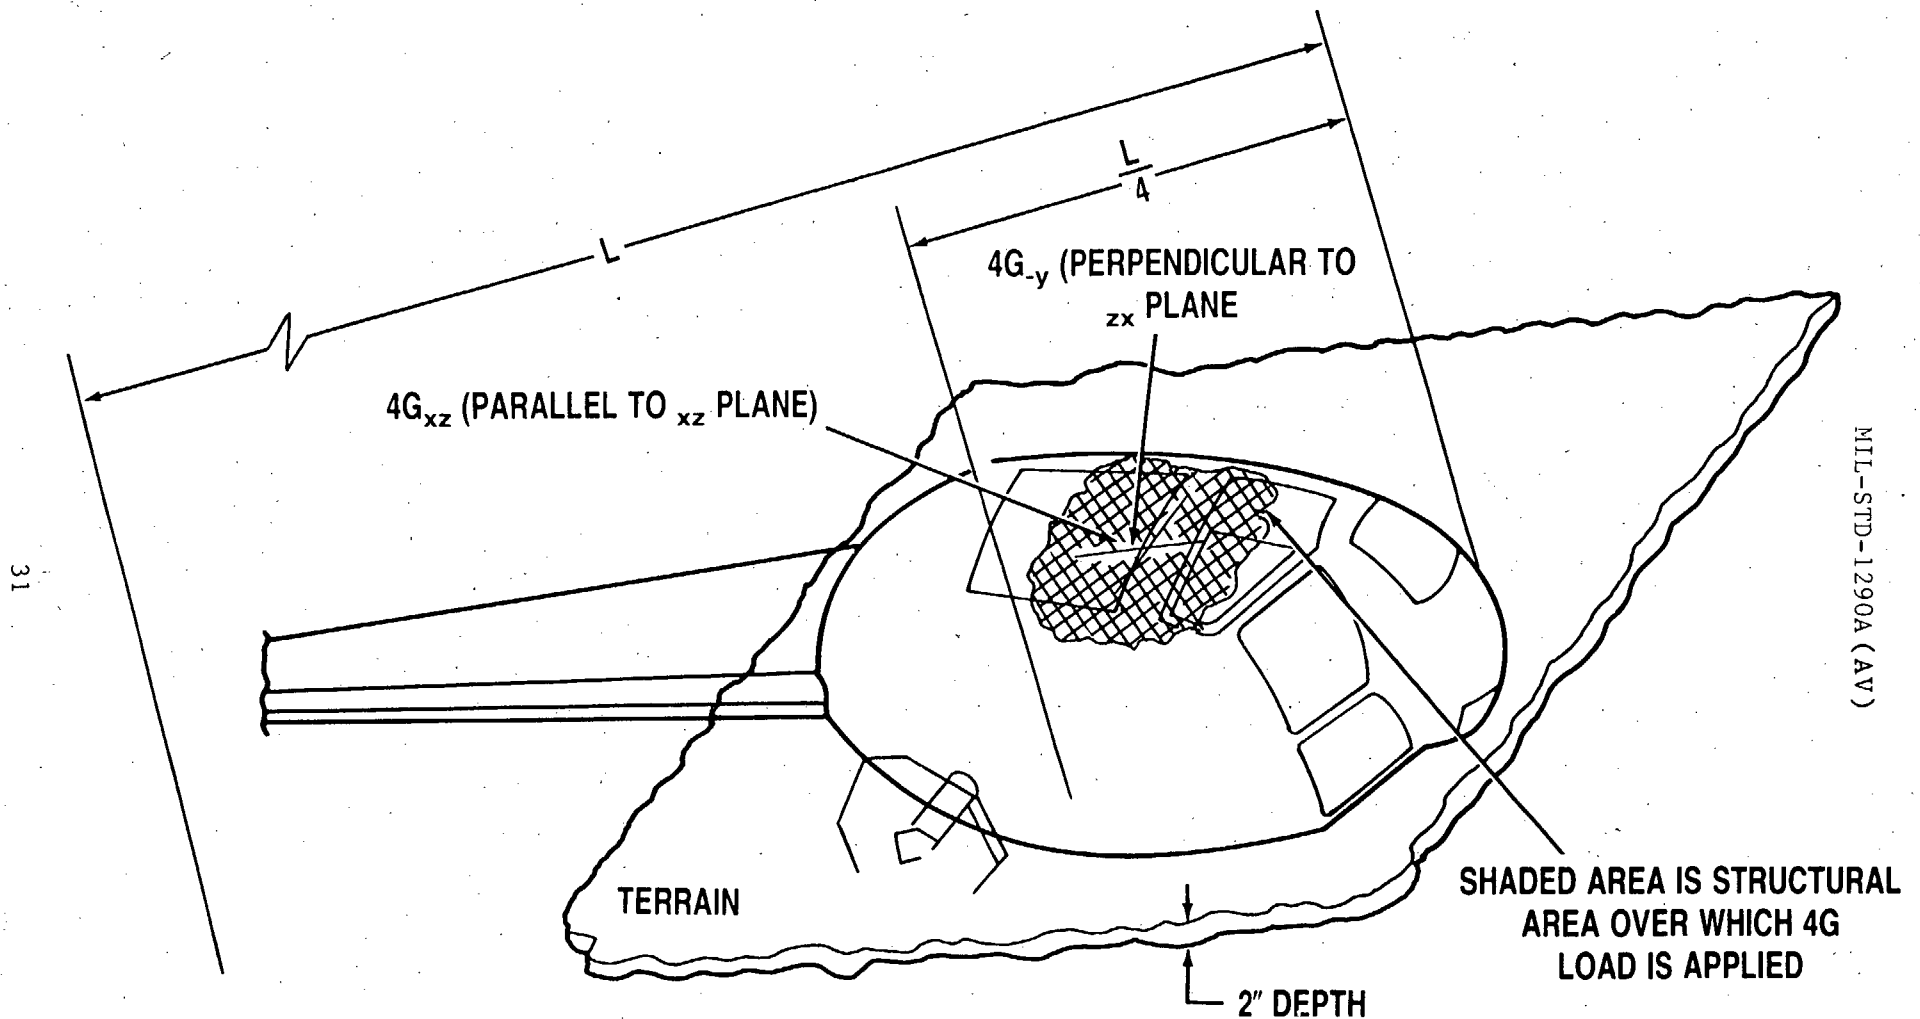 L
L
4
4G-y (PERPENDICULAR TO
zx PLANE
4Gxz (PARALLEL TO xz PLANE)
TERRAIN
SHADED AREA IS STRUCTURAL
AREA OVER WHICH 4G
LOAD IS APPLIED
2" DEPTH
MIL-STD-1290A(AV)
31